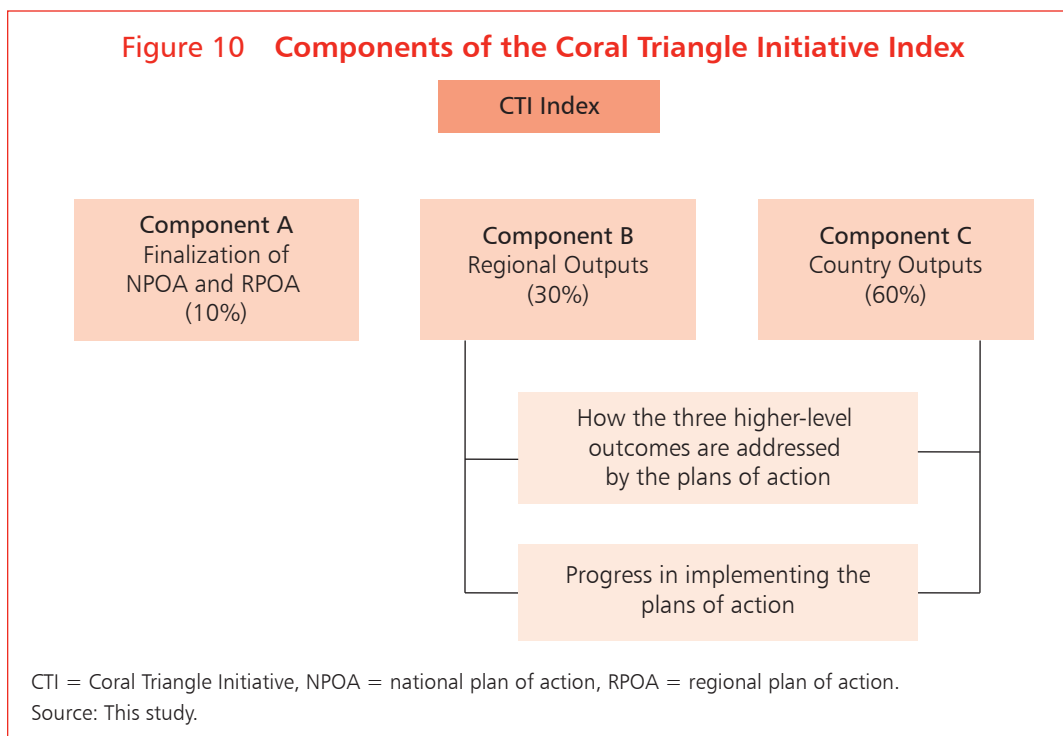 Figure 10 Components of the Coral Triangle Initiative Index
CTI Index
Component A
Finalization of
NPOA and RPOA
(10%)
Component B
Regional Outputs
(30%)
Component C
Country Outputs
(60%)
How the three higher-level
outcomes are addressed
by the plans of action
Progress in implementing the
plans of action
CTI = Coral Triangle Initiative, NPOA = national plan of action, RPOA = regional plan of action.
Source: This study.